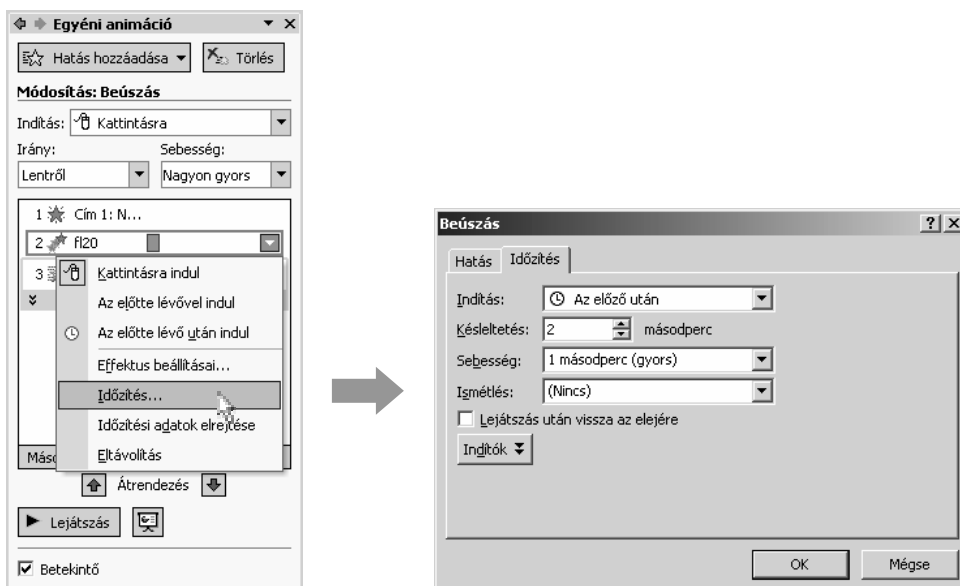 Egyéni animáció
Hatás hozzáadása Törlés
Módosítás: Beúszás
Indítás: Kattintásra
Irány: Sebesség:
Lentről Nagyon gyors
1 Cím 1: N...
2 fl20
3
Kattintásra indul
Az előtte lévővel indul
Az előtte lévő után indul
Effektus beállításai...
Időzítés...
Időzítési adatok elrejtése
Eltávolítás
Átrendezés
Lejátszás
Betekintő
Beúszás
Hatás Időzítés
Indítás: Az előző után
Késleltetés: 2 másodperc
Sebesség: 1 másodperc (gyors)
Ismétlés: (Nincs)
Lejátszás után vissza az elejére
Indítók
OK Mégse